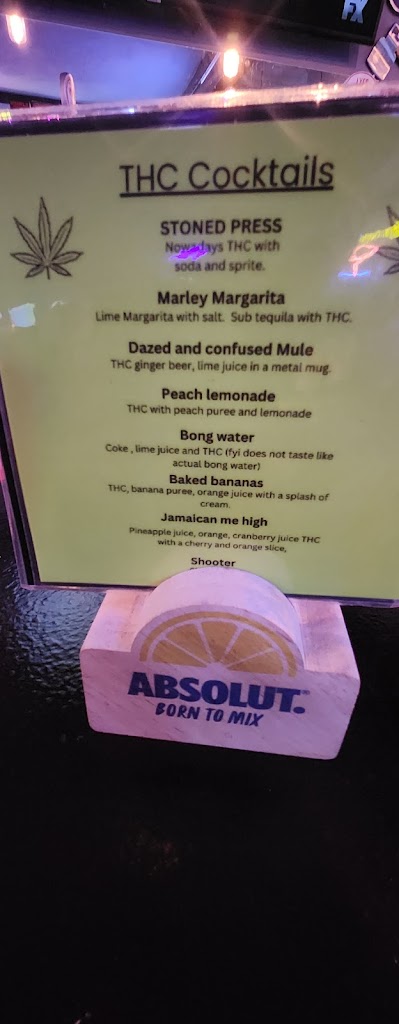 FX
THC Cocktails
STONED PRESS
Nowadays THC with
soda and sprite.
Marley Margarita
Lime Margarita with salt. Sub tequila with THC.
Dazed and confused Mule
THC ginger beer, lime juice in a metal mug.
Peach lemonade
THC with peach puree and lemonade
Bong water
Coke , lime juice and THC (fyi does not taste like
actual bong water)
Baked bananas
THC, banana puree, orange juice with a splash of
cream.
Jamaican me high
Pineapple juice, orange, cranberry juice THC
with a cherry and orange slice,
Shooter
ABSOLUT.
BORN TO MIX